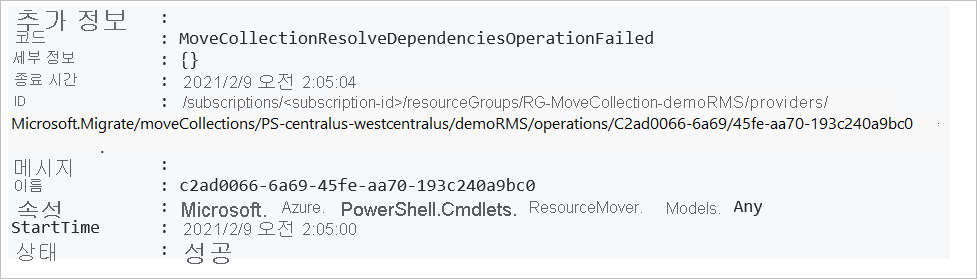 추가 정보 :
코드 : MoveCollectionResolveDependenciesOperationFailed
세부 정보 : {}
종료 시간 : 2021/2/9 오전 2:05:04
ID : /subscriptions/<subscription-id>/resourceGroups/RG-MoveCollection-demoRMS/providers/
Microsoft.Migrate/moveCollections/PS-centralus-westcentralus/demoRMS/operations/C2ad0066-6a69/45fe-aa70-193c240a9bc0 .
.
메시지 :
이름 : c2ad0066-6a69-45fe-aa70-193c240a9bc0
속성 : Microsoft. Azure. PowerShell.Cmdlets. ResourceMover. Models. Any
StartTime : 2021/2/9 오전 2:05:00
상태 : 성공